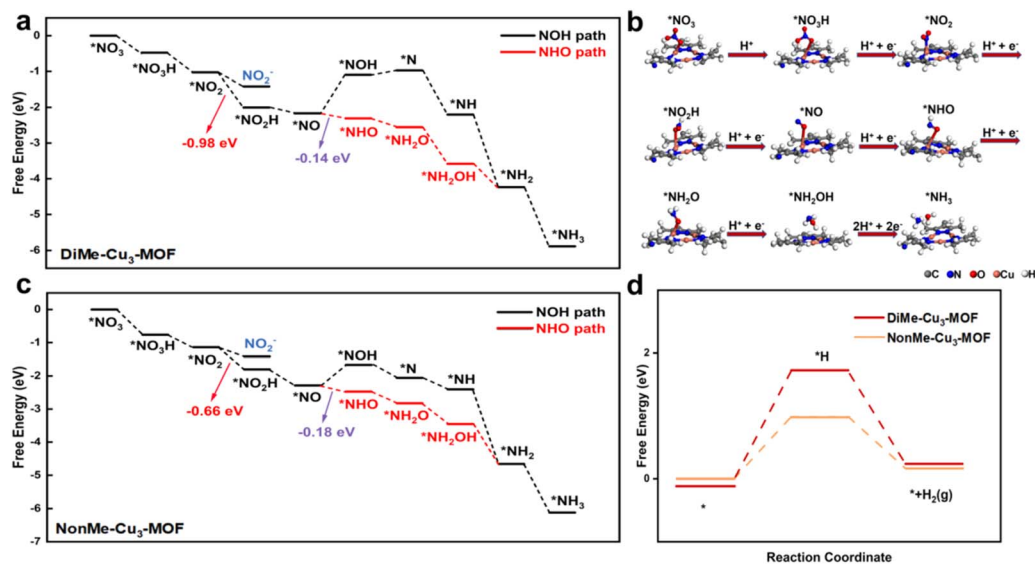 a
Free Energy (eV)
0
-1
-2
-3
-4
-5
-6
*NO₃
*NO₃H
*NO₂
NO₂⁻
*NO₂H
*NO
*NOH
*N
*NH
*NHO
*NH₂O
*NH₂OH
*NH₂
*NH₃
-0.98 eV
-0.14 eV
NOH path
NHO path
DiMe-Cu₃-MOF
b
*NO₃
H⁺
*NO₃H
H⁺ + e⁻
*NO₂
H⁺ + e⁻
*NO₂H
H⁺ + e⁻
*NO
H⁺ + e⁻
*NHO
H⁺ + e⁻
*NH₂O
H⁺ + e⁻
*NH₂OH
2H⁺ + 2e⁻
*NH₃
C N O Cu H
c
Free Energy (eV)
0
-1
-2
-3
-4
-5
-6
-7
*NO₃
*NO₃H
*NO₂
NO₂⁻
*NO₂H
*NO
*NOH
*N
*NH
*NHO
*NH₂O
*NH₂OH
*NH₂
*NH₃
-0.66 eV
-0.18 eV
NOH path
NHO path
NonMe-Cu₃-MOF
d
Free Energy (eV)
2
0
DiMe-Cu₃-MOF
NonMe-Cu₃-MOF
*H
*
*+H₂(g)
Reaction Coordinate